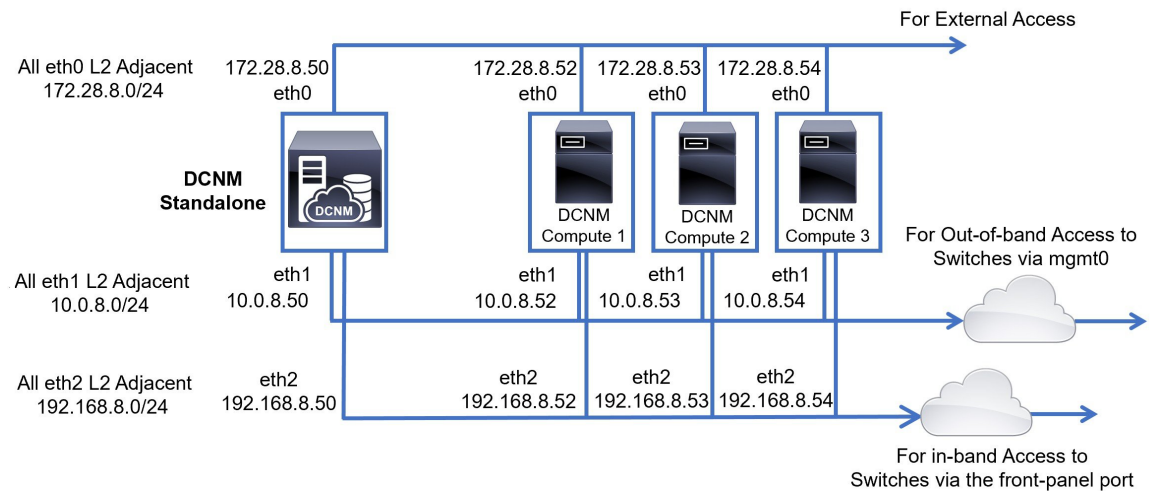 For External Access
All eth0 L2 Adjacent
172.28.8.0/24
172.28.8.50
eth0
172.28.8.52
eth0
172.28.8.53
eth0
172.28.8.54
eth0
DCNM
Standalone
DCNM
DCNM
Compute 1
DCNM
Compute 2
DCNM
Compute 3
For Out-of-band Access to
Switches via mgmt0
All eth1 L2 Adjacent
10.0.8.0/24
eth1
10.0.8.50
eth1
10.0.8.52
eth1
10.0.8.53
eth1
10.0.8.54
All eth2 L2 Adjacent
192.168.8.0/24
eth2
192.168.8.50
eth2
192.168.8.52
eth2
192.168.8.53
eth2
192.168.8.54
For in-band Access to
Switches via the front-panel port